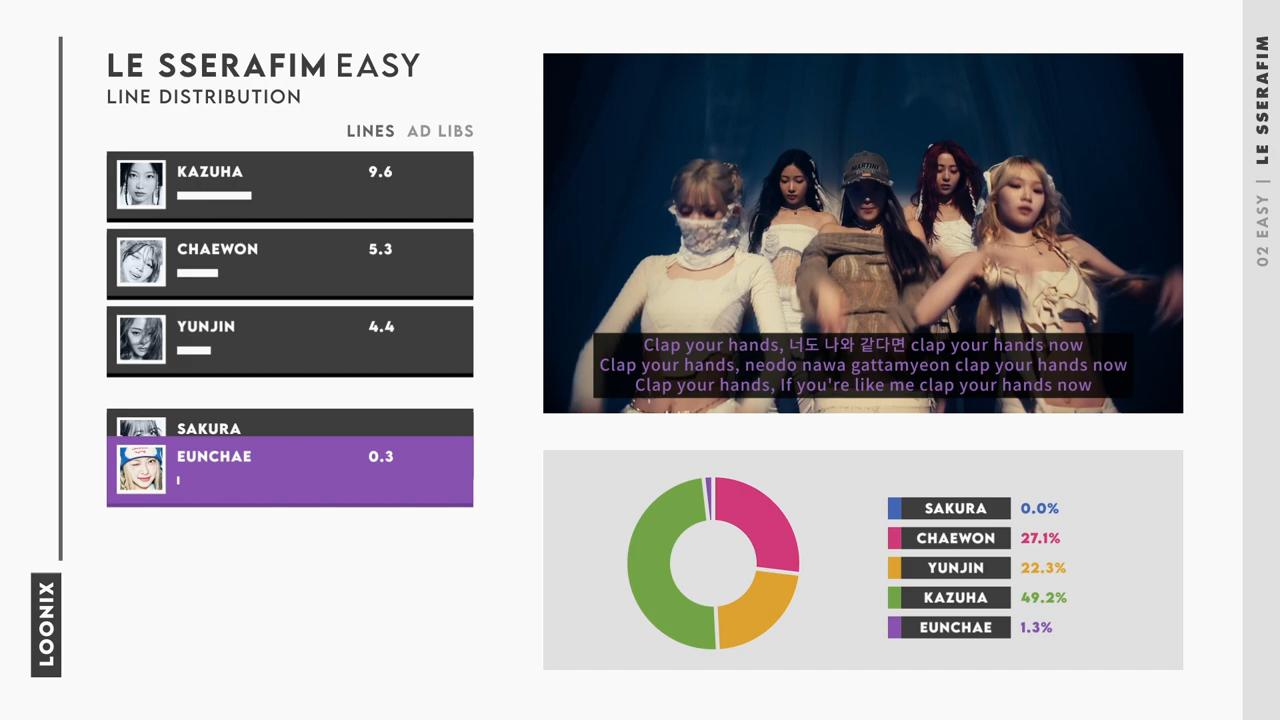 LE SSERAFIM EASY
LINE DISTRIBUTION
LINES AD LIBS
KAZUHA 9.6
CHAEWON 5.3
YUNJIN 4.4
SAKURA
EUNCHAE 0.3
LOONIX
MARTINE
Clap your hands, 너도 나와 같다면 clap your hands now
Clap your hands, neodo nawa gattamyeon clap your hands now
Clap your hands, If you're like me clap your hands now
SAKURA 0.0%
CHAEWON 27.1%
YUNJIN 22.3%
KAZUHA 49.2%
EUNCHAE 1.3%
02 EASY | LE SSERAFIM